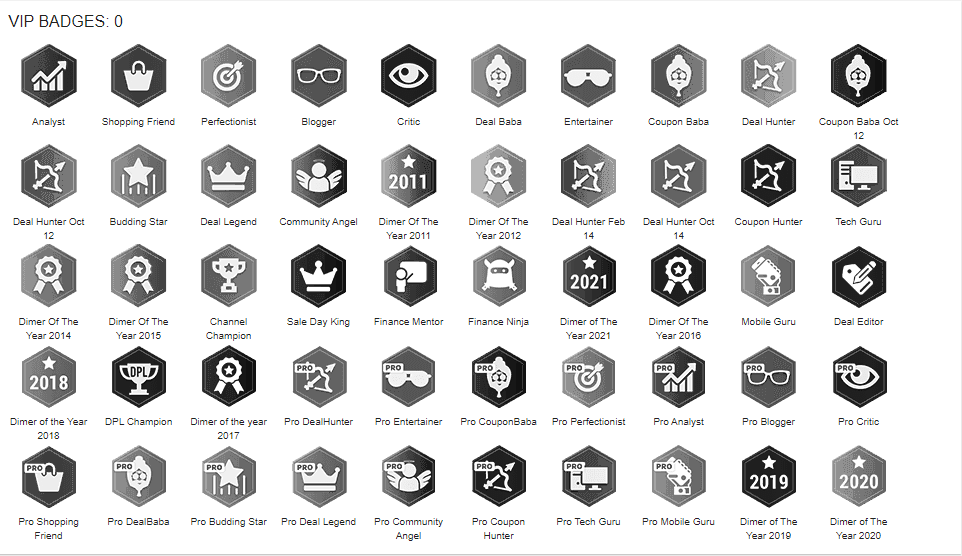 VIP BADGES: 0
Analyst Shopping Friend Perfectionist Blogger Critic Deal Baba Entertainer Coupon Baba Deal Hunter Coupon Baba Oct
12
2011
Deal Hunter Oct Budding Star Deal Legend Community Angel Dimer Of The Dimer Of The Deal Hunter Feb Deal Hunter Oct Coupon Hunter Tech Guru
12 Year 2011 Year 2012 14 14
2021
Dimer Of The Dimer Of The Channel Sale Day King Finance Mentor Finance Ninja Dimer of The Dimer Of The Mobile Guru Deal Editor
Year 2014 Year 2015 Champion Year 2021 Year 2016
2018 DPL PRO PRO PRO PRO PRO PRO PRO
Dimer of the Year DPL Champion Dimer of the year Pro DealHunter Pro Entertainer Pro CouponBaba Pro Perfectionist Pro Analyst Pro Blogger Pro Critic
2018 2017
PRO PRO PRO PRO PRO PRO PRO PRO 2019 2020
Pro Shopping Pro DealBaba Pro Budding Star Pro Deal Legend Pro Community Pro Coupon Pro Tech Guru Pro Mobile Guru Dimer of The Dimer of The
Friend Angel Hunter Year 2019 Year 2020